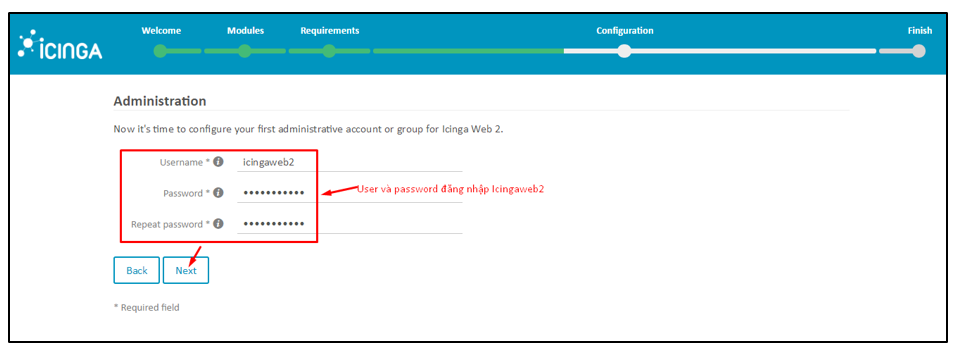 Welcome Modules Requirements Configuration Finish
ICINGA
Administration
Now it's time to configure your first administrative account or group for Icinga Web 2.
Username * icingaweb2
Password * •••••••••••
User và password đăng nhập Icingaweb2
Repeat password * •••••••••••
Back Next
* Required field